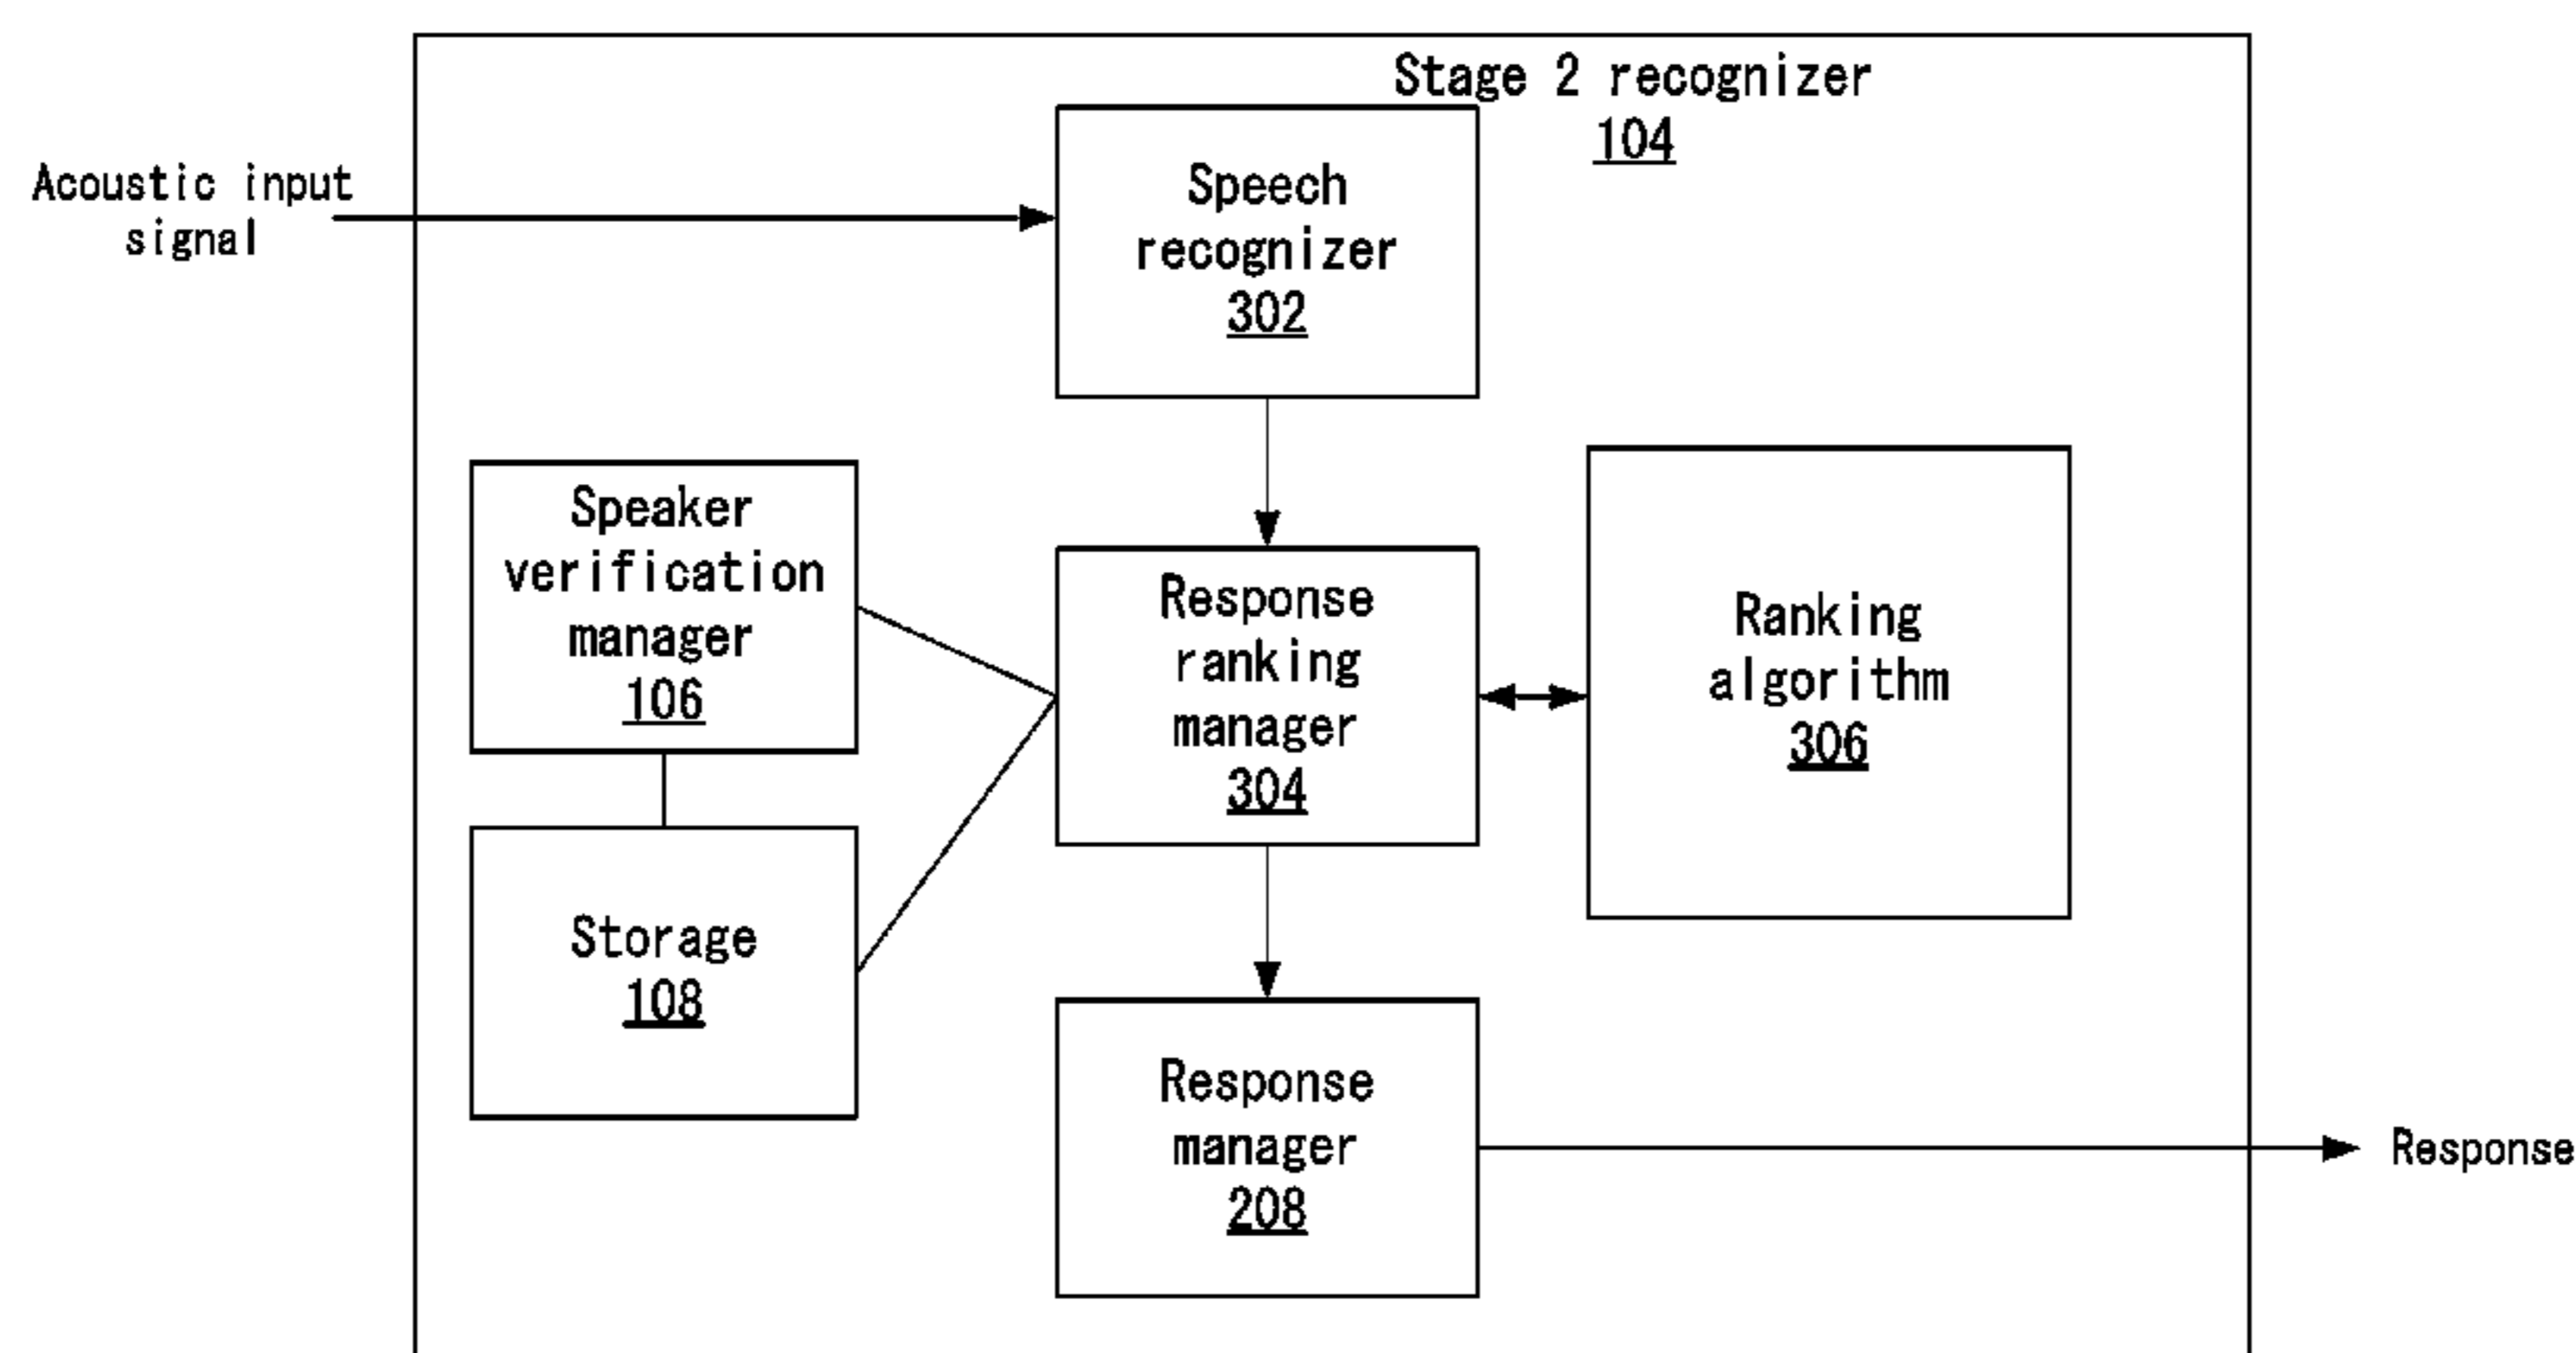 Stage 2 recognizer
104
Acoustic input
signal
Speech
recognizer
302
Speaker
verification
manager
106
Response
ranking
manager
304
Ranking
algorithm
306
Storage
108
Response
manager
208
Response